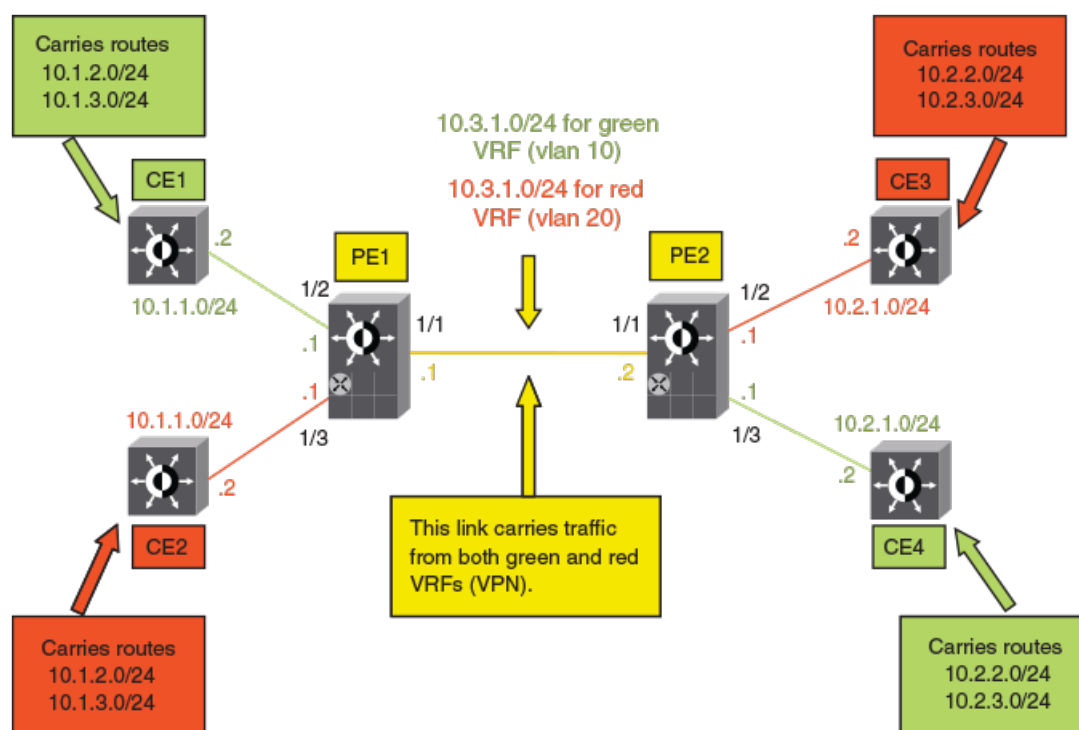 Carries routes
10.1.2.0/24
10.1.3.0/24
Carries routes
10.2.2.0/24
10.2.3.0/24
10.3.1.0/24 for green
VRF (vlan 10)
10.3.1.0/24 for red
VRF (vlan 20)
CE1
CE3
.2
.2
PE1
PE2
10.1.1.0/24
1/2
1/2
10.2.1.0/24
1/1
1/1
.1
.1
.1
.2
.1
.1
10.1.1.0/24
1/3
1/3
10.2.1.0/24
.2
.2
CE2
This link carries traffic
from both green and red
VRFs (VPN).
CE4
Carries routes
10.1.2.0/24
10.1.3.0/24
Carries routes
10.2.2.0/24
10.2.3.0/24